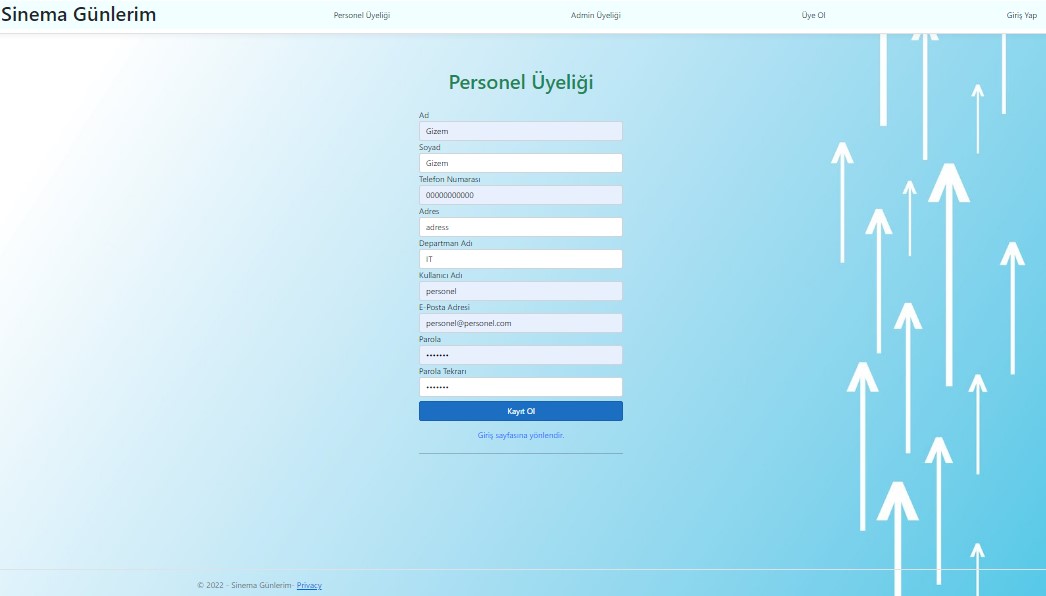 Sinema Günlerim
Personel Üyeliği
Admin Üyeliği
Üye Ol
Giriş Yap
Personel Üyeliği
Ad
Gizem
Soyad
Gizem
Telefon Numarası
00000000000
Adres
adress
Departman Adı
IT
Kullanıcı Adı
personel
E-Posta Adresi
personel@personel.com
Parola
•••••••
Parola Tekrarı
•••••••
Kayıt Ol
Giriş sayfasına yönlendir.
© 2022 - Sinema Günlerim- Privacy